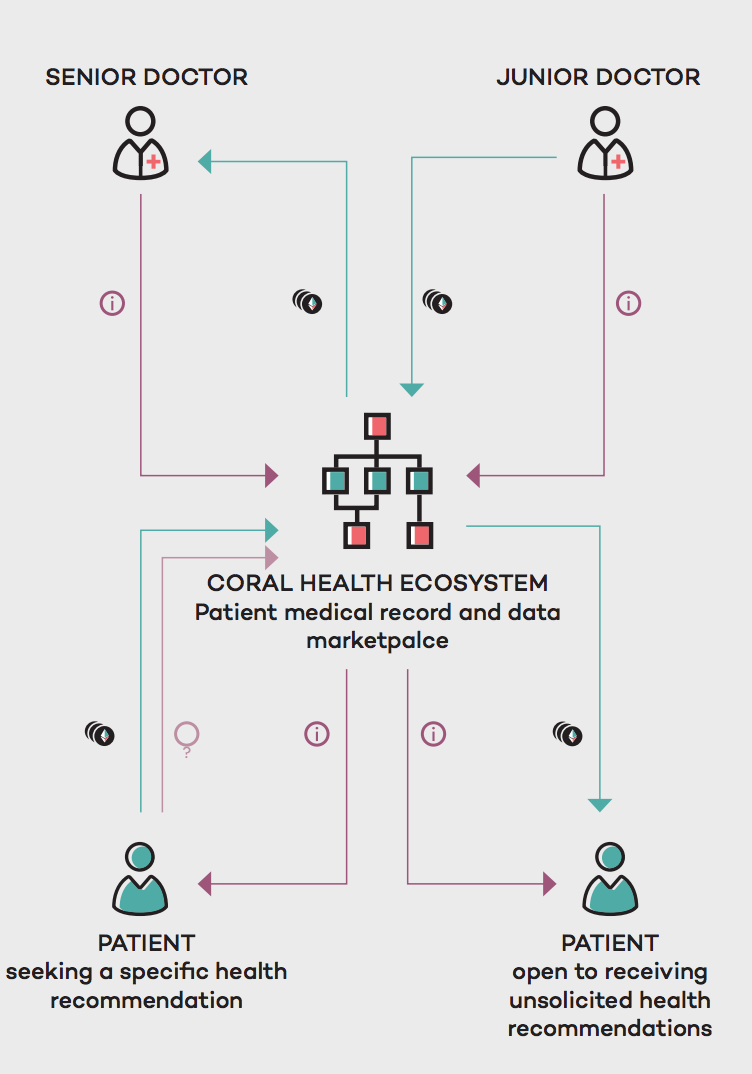 SENIOR DOCTOR
JUNIOR DOCTOR
i
i
CORAL HEALTH ECOSYSTEM
Patient medical record and data
marketpalce
?
i
i
PATIENT
seeking a specific health
recommendation
PATIENT
open to receiving
unsolicited health
recommendations